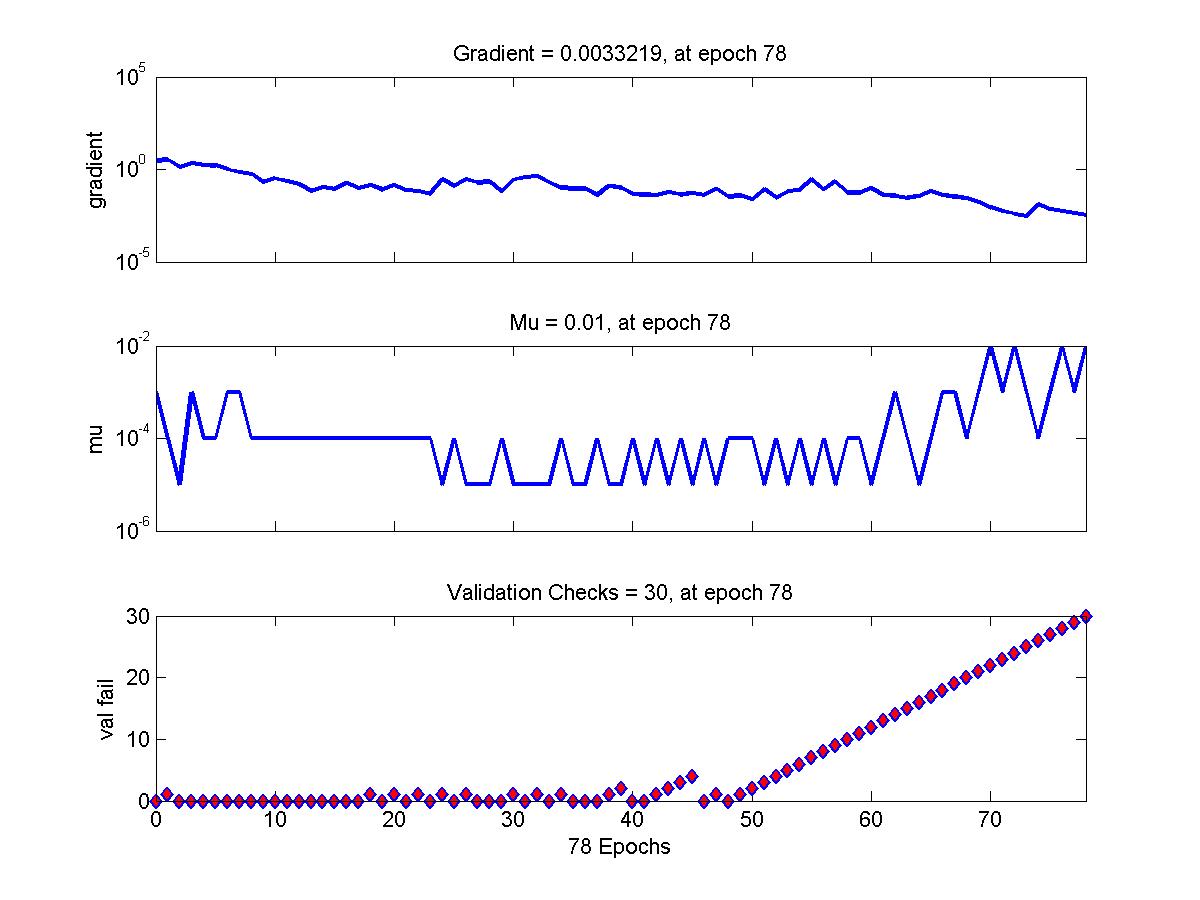 Gradient = 0.0033219, at epoch 78
10^5
10^0
10^-5
gradient
Mu = 0.01, at epoch 78
10^-2
10^-4
10^-6
mu
Validation Checks = 30, at epoch 78
30
20
10
0
val fail
0 10 20 30 40 50 60 70
78 Epochs